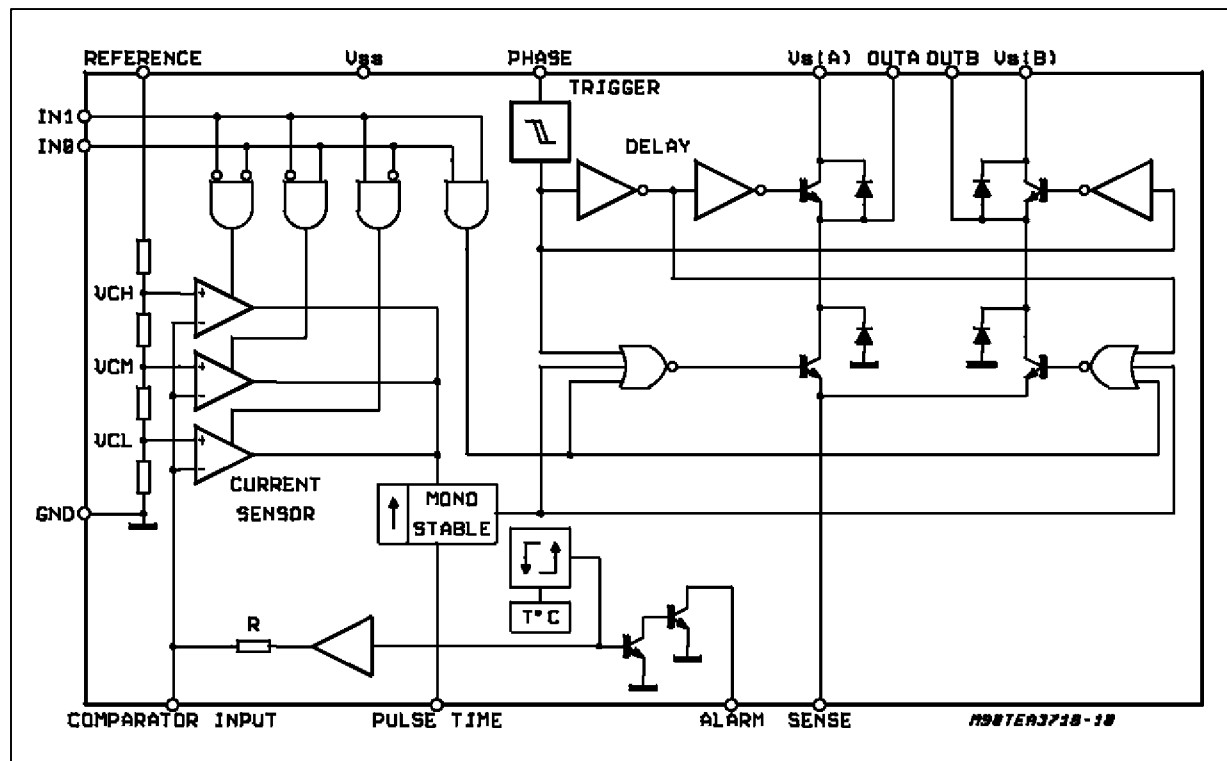 REFERENCE Vss PHASE Vs(A) OUTA OUTB Vs(B)
TRIGGER
IN1
IN0
DELAY
VCH
+
-
VCM
+
-
VCL
+
-
CURRENT
SENSOR
MONO
STABLE
GND
T°C
R
COMPARATOR INPUT PULSE TIME ALARM SENSE
M90TEA3718-10